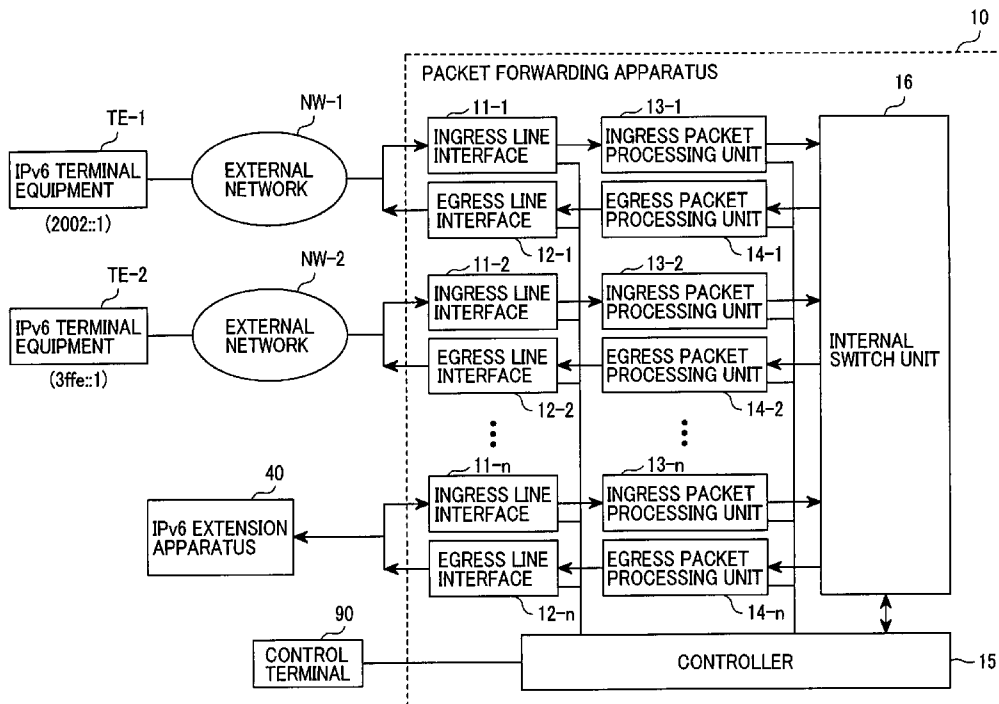 10
PACKET FORWARDING APPARATUS
16
TE-1
NW-1
11-1
13-1
IPv6 TERMINAL
EQUIPMENT
(2002::1)
EXTERNAL
NETWORK
INGRESS LINE
INTERFACE
INGRESS PACKET
PROCESSING UNIT
EGRESS LINE
INTERFACE
EGRESS PACKET
PROCESSING UNIT
12-1
14-1
TE-2
NW-2
11-2
13-2
IPv6 TERMINAL
EQUIPMENT
(3ffe::1)
EXTERNAL
NETWORK
INGRESS LINE
INTERFACE
INGRESS PACKET
PROCESSING UNIT
EGRESS LINE
INTERFACE
EGRESS PACKET
PROCESSING UNIT
12-2
14-2
INTERNAL
SWITCH UNIT
40
11-n
13-n
IPv6 EXTENSION
APPARATUS
INGRESS LINE
INTERFACE
INGRESS PACKET
PROCESSING UNIT
EGRESS LINE
INTERFACE
EGRESS PACKET
PROCESSING UNIT
12-n
14-n
90
CONTROL
TERMINAL
CONTROLLER
15